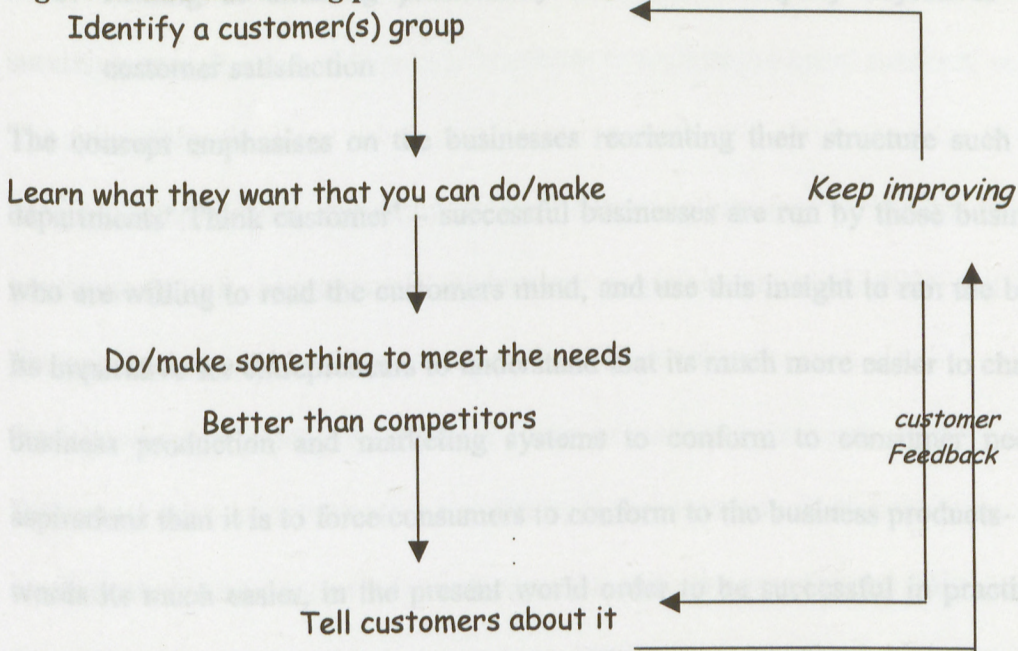 Identify a customer(s) group
customer satisfaction
The concept emphasises on the businesses reorienting their structure such
Learn what they want that you can do/make
Keep improving
departments' Think customer' – successful businesses are run by those
who are willing to read the customers mind, and use this insight to run the
Do/make something to meet the needs
to understand that its much more easier to
Better than competitors
customer
business production and marketing systems to conform to consumer
Feedback
aspirations than it is to force consumers to conform to the business products-
words its much easier, in the present world order to be successful in
Tell customers about it